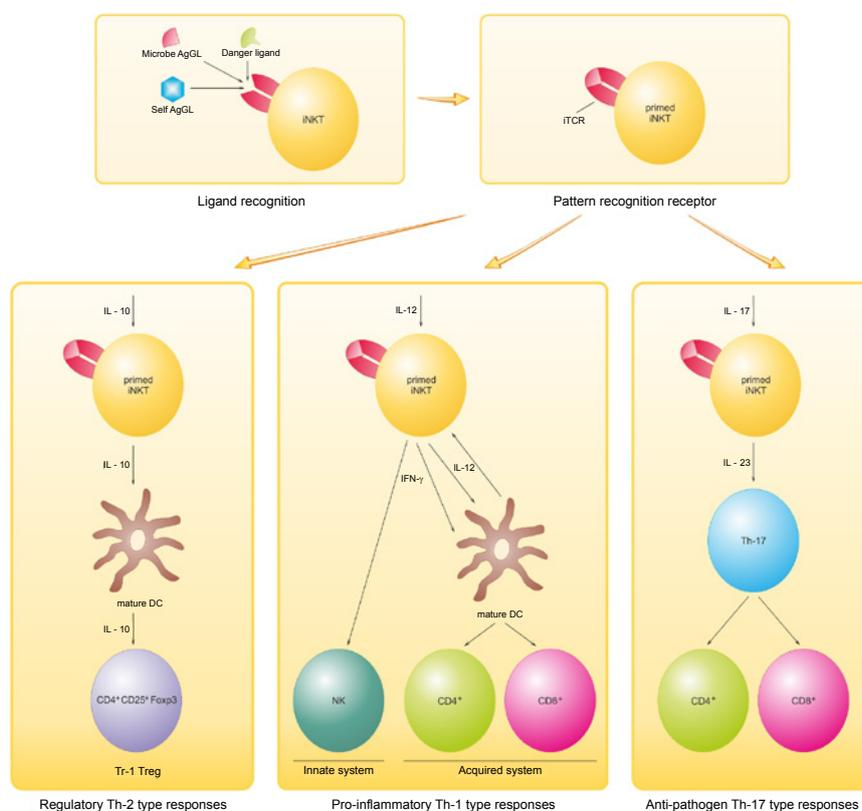 Microbe AgGL
Danger ligand
Self AgGL
iNKT
iTCR
primed
iNKT
Ligand recognition
Pattern recognition receptor
IL - 10
primed
iNKT
IL - 10
mature DC
IL - 10
CD4⁺CD25⁺Foxp3
Tr-1 Treg
Regulatory Th-2 type responses
IL-12
primed
iNKT
IFN-γ
IL-12
mature DC
NK
CD4⁺
CD8⁺
Innate system
Acquired system
Pro-inflammatory Th-1 type responses
IL - 17
primed
iNKT
IL - 23
Th-17
CD4⁺
CD8⁺
Anti-pathogen Th-17 type responses